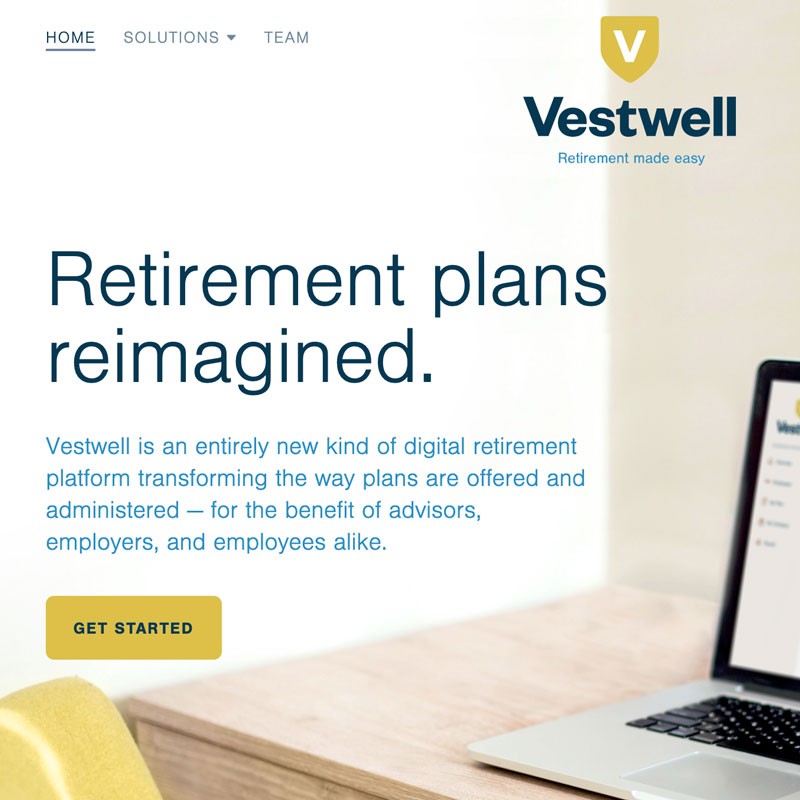 HOME SOLUTIONS TEAM
V
Vestwell
Retirement made easy
Retirement plans
reimagined.
Vestwell is an entirely new kind of digital retirement
platform transforming the way plans are offered and
administered — for the benefit of advisors,
employers, and employees alike.
GET STARTED